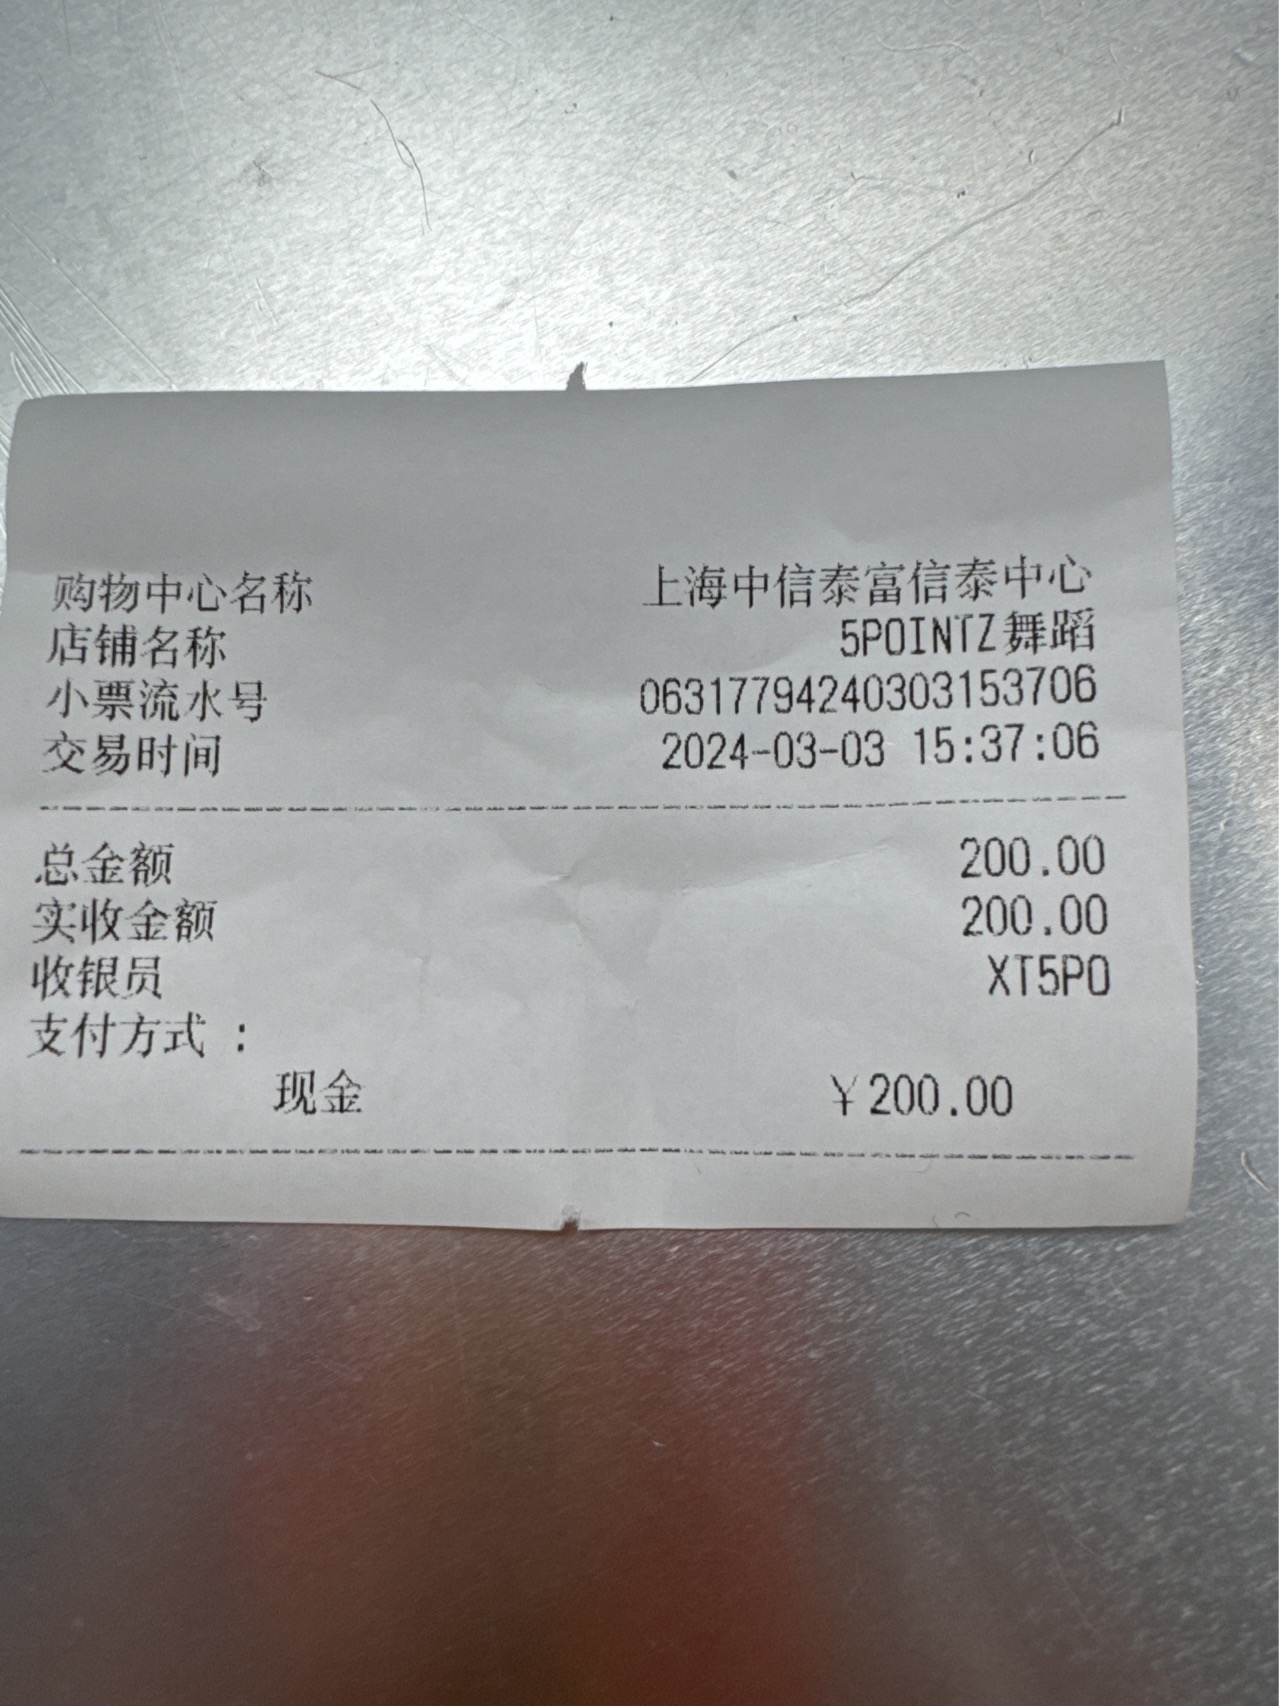 购物中心名称 上海中信泰富信泰中心
店铺名称 5POINTZ舞蹈
小票流水号 06317794240303153706
交易时间 2024-03-03 15:37:06
总金额 200.00
实收金额 200.00
收银员 XT5PO
支付方式 :
现金 ¥200.00